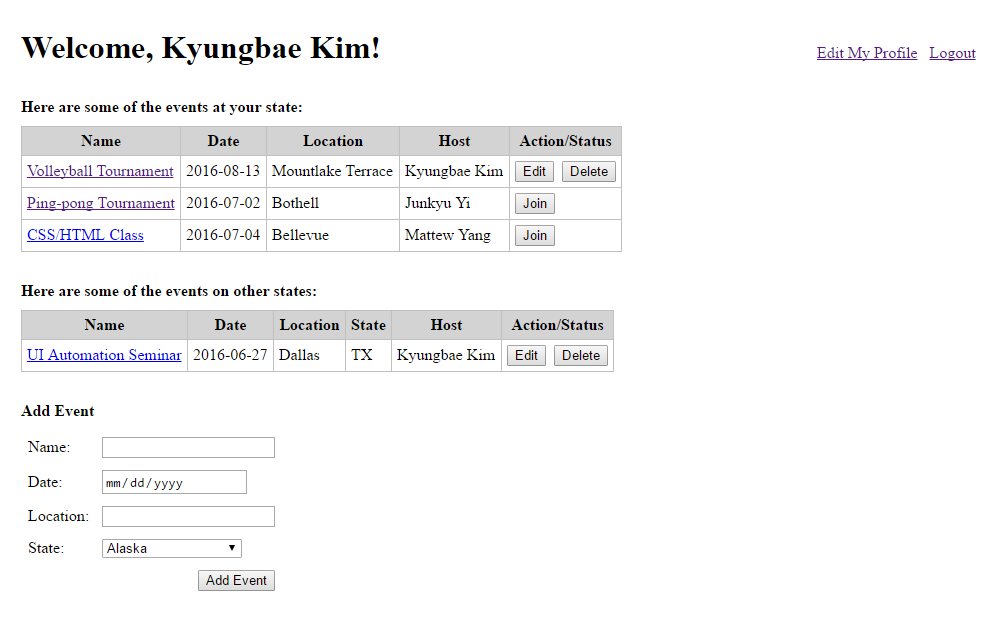 Welcome, Kyungbae Kim!
Edit My Profile Logout
Here are some of the events at your state:
Name Date Location Host Action/Status
Volleyball Tournament 2016-08-13 Mountlake Terrace Kyungbae Kim Edit Delete
Ping-pong Tournament 2016-07-02 Bothell Junkyu Yi Join
CSS/HTML Class 2016-07-04 Bellevue Mattew Yang Join
Here are some of the events on other states:
Name Date Location State Host Action/Status
UI Automation Seminar 2016-06-27 Dallas TX Kyungbae Kim Edit Delete
Add Event
Name:
Date: mm/dd/yyyy
Location:
State: Alaska
Add Event